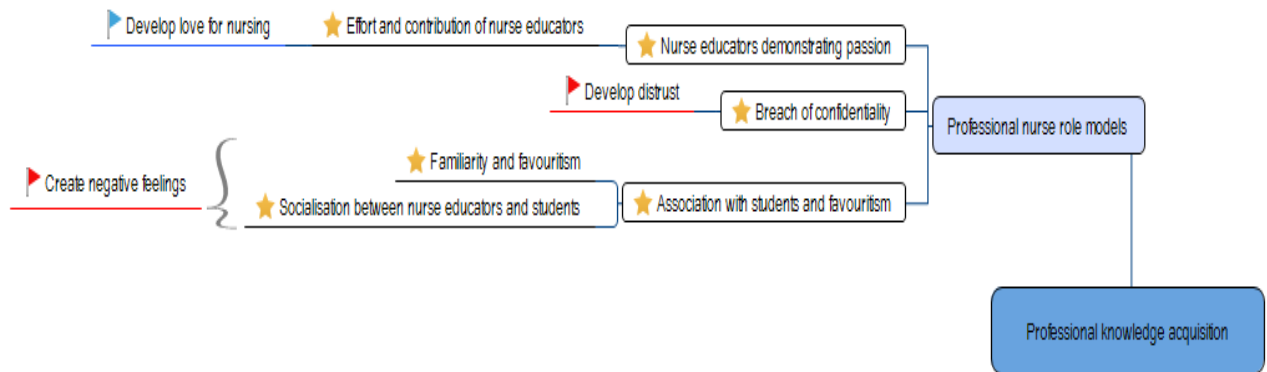 Develop love for nursing
Effort and contribution of nurse educators
Nurse educators demonstrating passion
Develop distrust
Breach of confidentiality
Professional nurse role models
Familiarity and favouritism
Create negative feelings
Socialisation between nurse educators and students
Association with students and favouritism
Professional knowledge acquisition